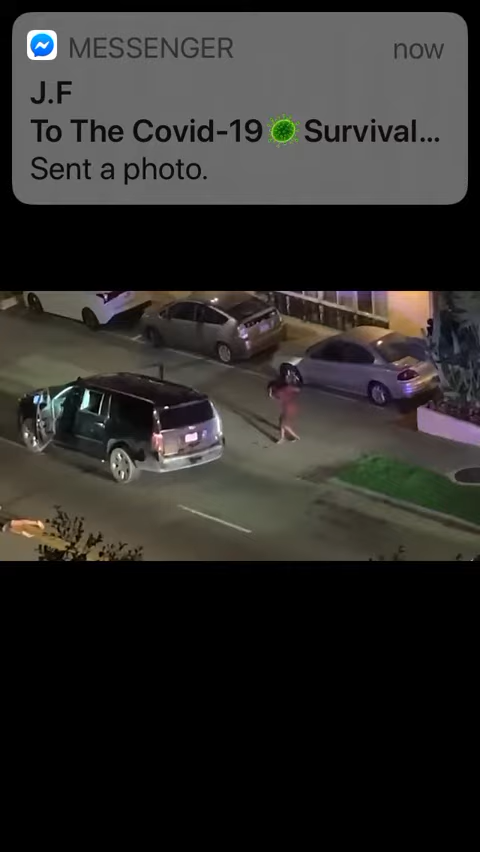 MESSENGER now
J.F
To The Covid-19🦠Survival...
Sent a photo.